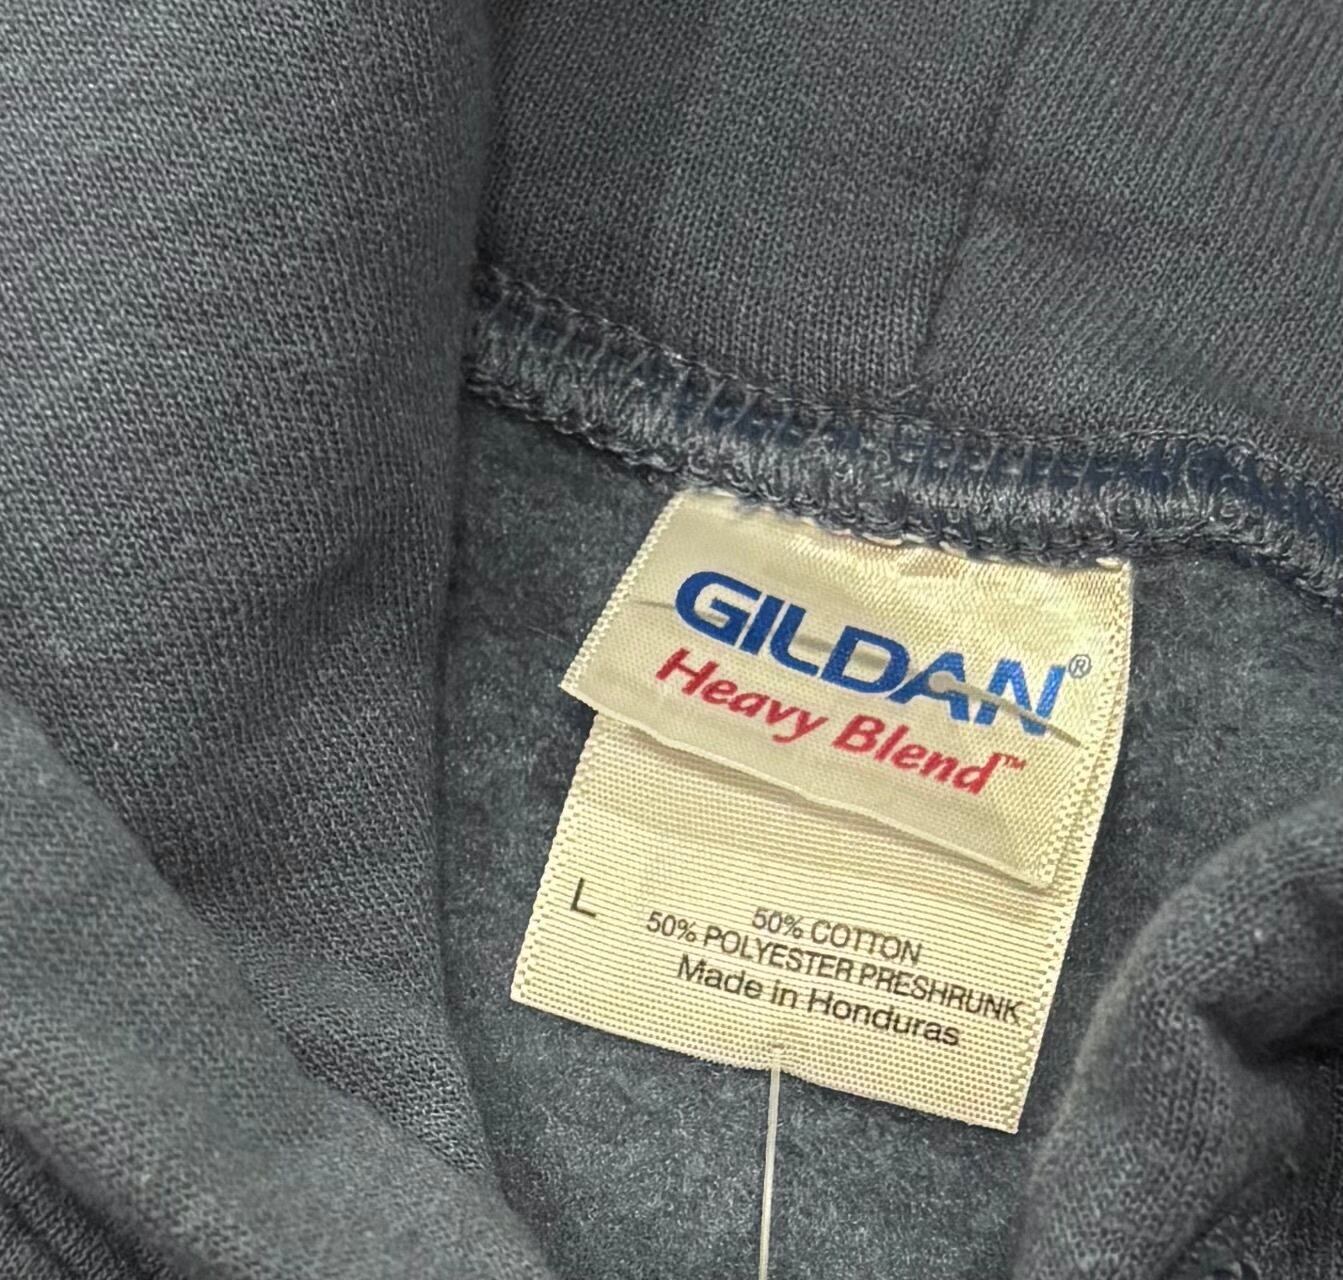 GILDAN®
Heavy Blend™
L
50% COTTON
50% POLYESTER PRESHRUNK
Made in Honduras